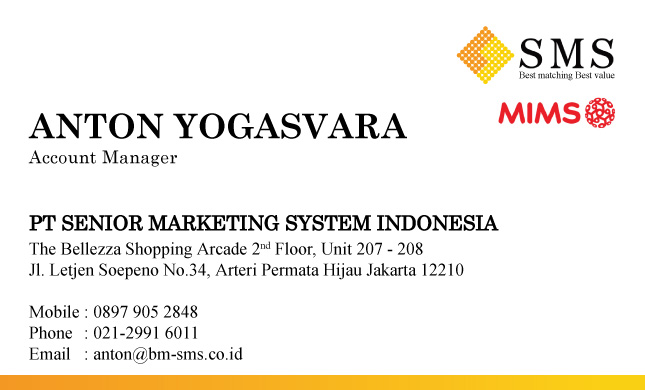 SMS
Best matching Best value
MIMS
ANTON YOGASVARA
Account Manager
PT SENIOR MARKETING SYSTEM INDONESIA
The Bellezza Shopping Arcade 2nd Floor, Unit 207 - 208
Jl. Letjen Soepeno No.34, Arteri Permata Hijau Jakarta 12210
Mobile : 0897 905 2848
Phone : 021-2991 6011
Email : anton@bm-sms.co.id